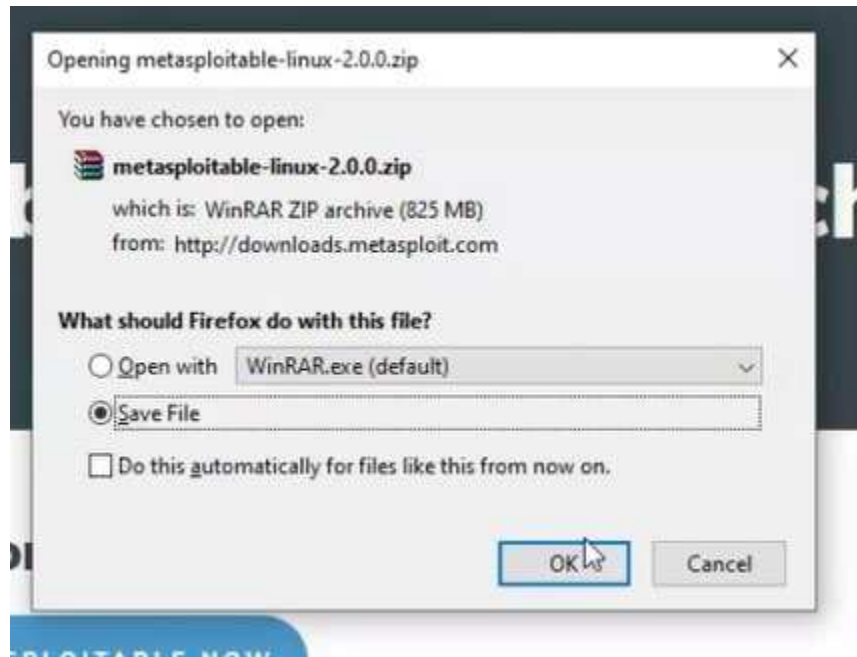 Opening metasploitable-linux-2.0.0.zip
You have chosen to open:
metasploitable-linux-2.0.0.zip
which is: WinRAR ZIP archive (825 MB)
from: http://downloads.metasploit.com
What should Firefox do with this file?
Open with WinRAR.exe (default)
Save File
Do this automatically for files like this from now on.
OK Cancel